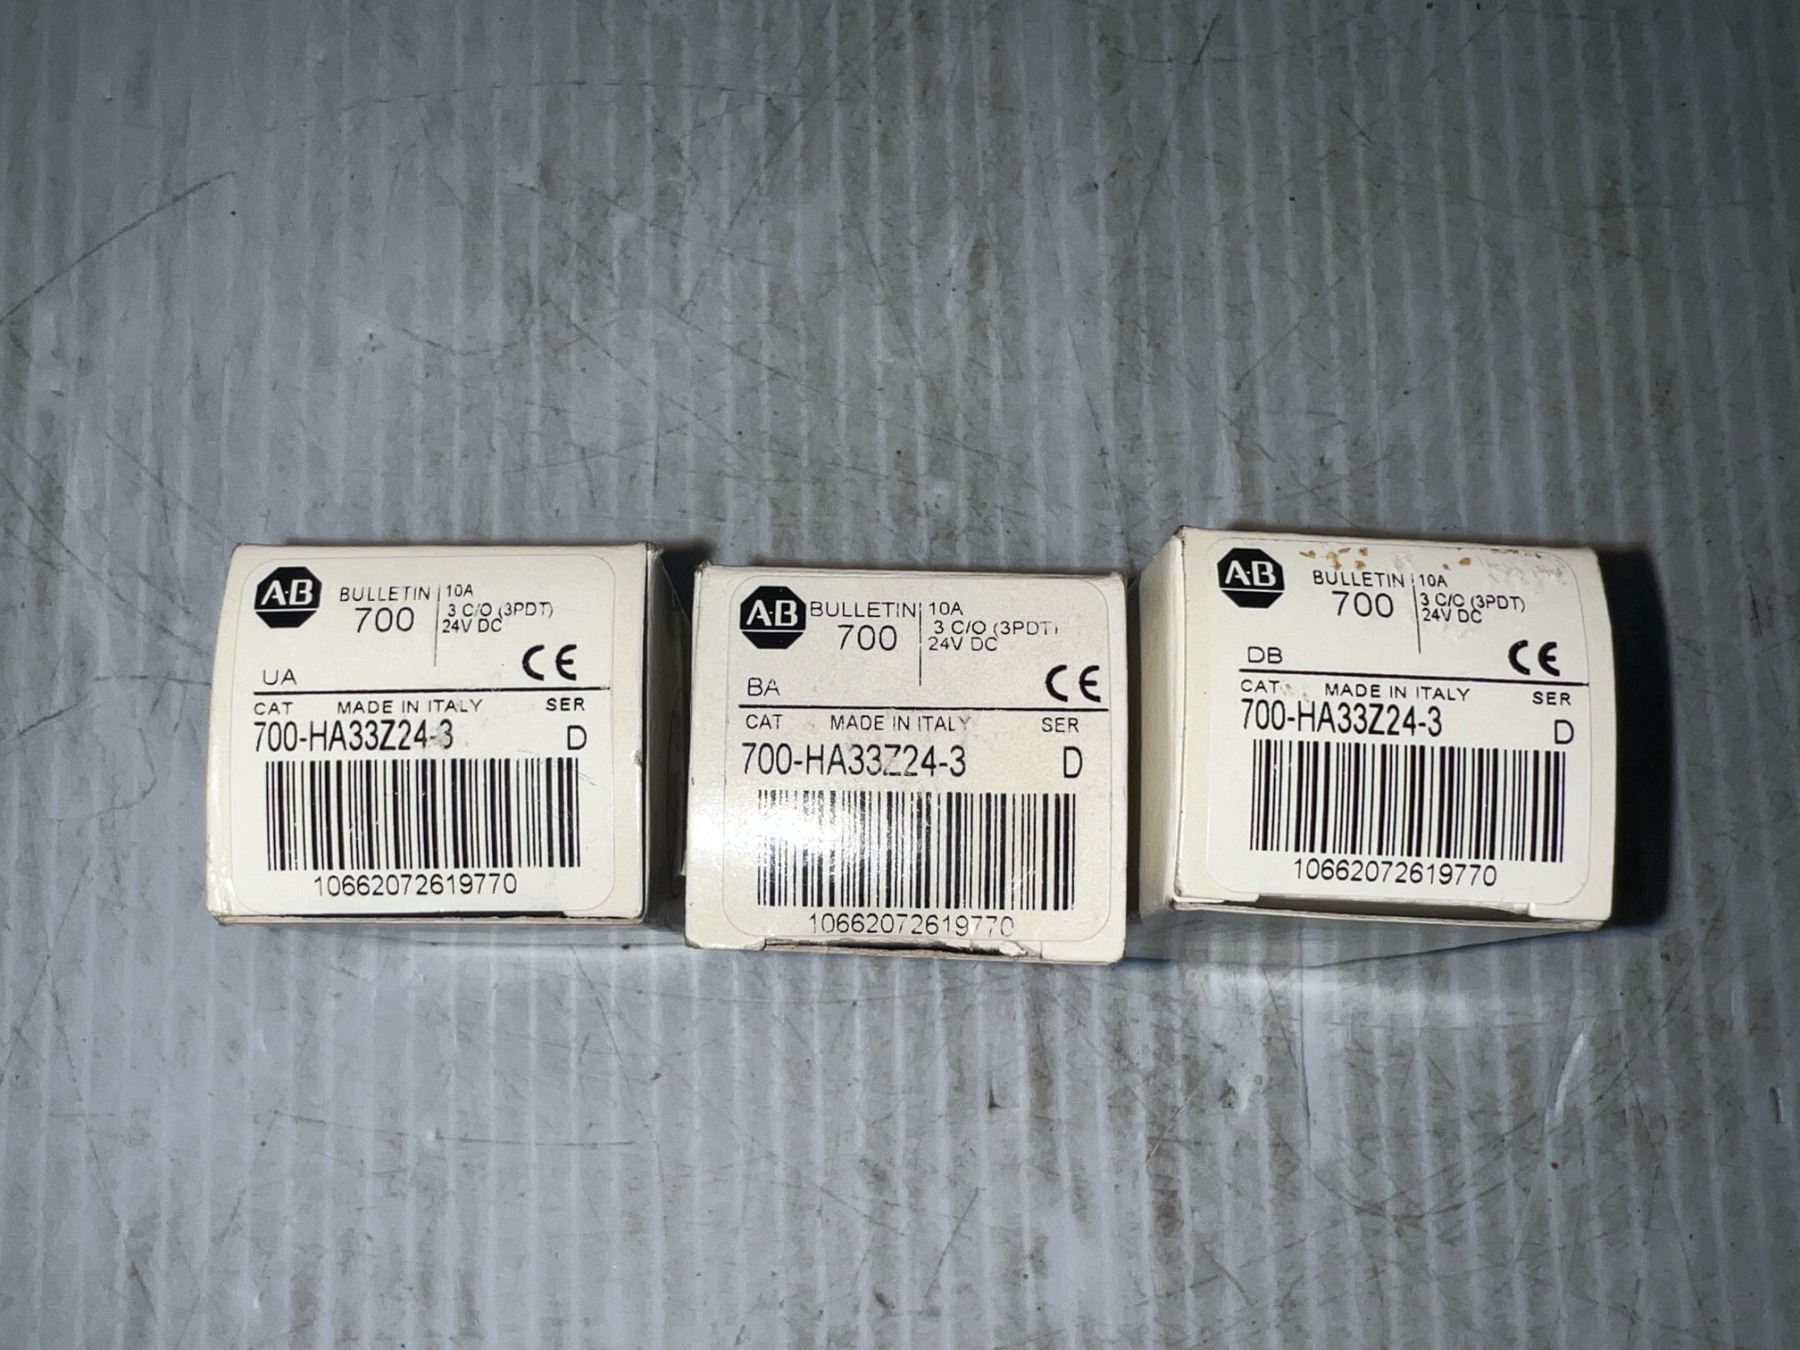 A·B BULLETIN 10A
700 3 C/O (3PDT)
24V DC
UA CE
CAT MADE IN ITALY SER
700-HA33Z24-3 D
10662072619770
A·B BULLETIN 10A
700 3 C/O (3PDT)
24V DC
BA CE
CAT MADE IN ITALY SER
700-HA33Z24-3 D
10662072619770
A·B BULLETIN 10A
700 3 C/O (3PDT)
24V DC
DB CE
CAT MADE IN ITALY SER
700-HA33Z24-3 D
10662072619770